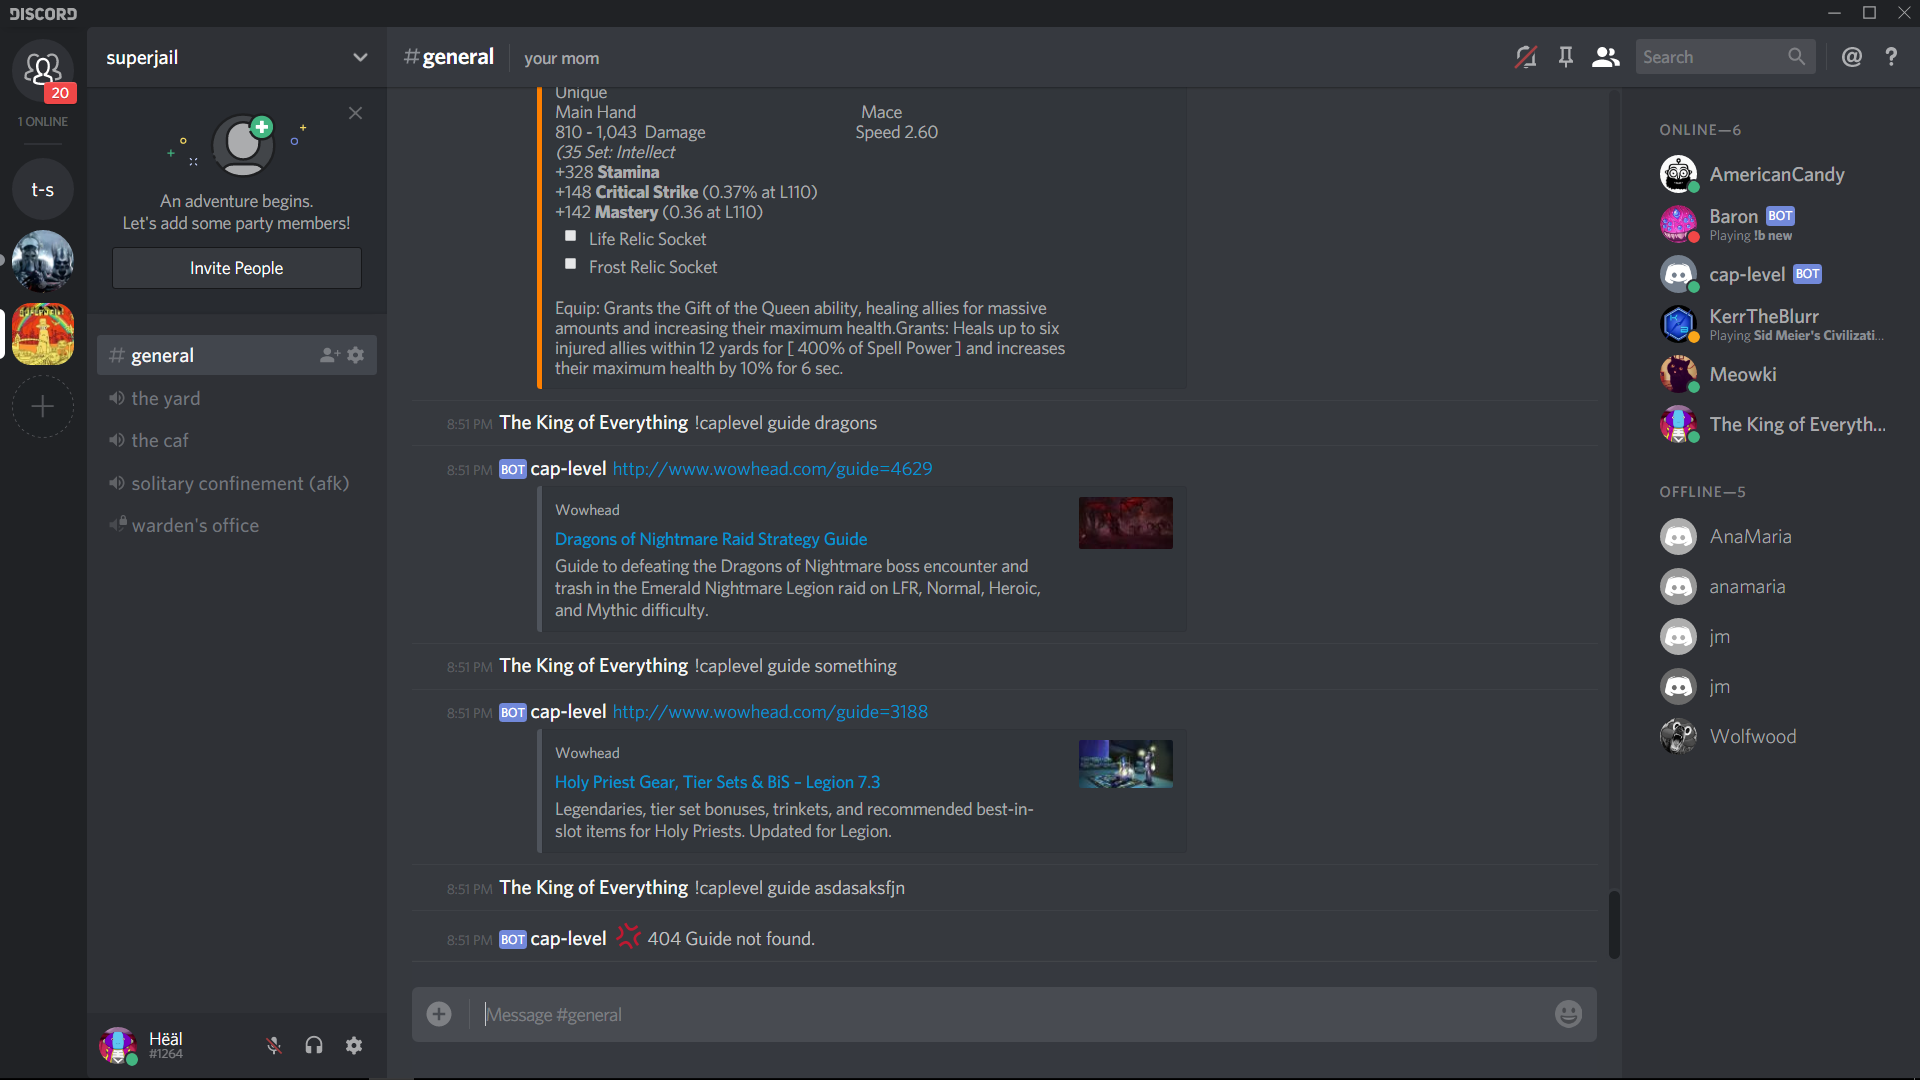 DISCORD
20
1 ONLINE
t-s
superjail
An adventure begins.
Let's add some party members!
Invite People
# general
the yard
the caf
solitary confinement (afk)
warden's office
Hëäl
#1264
#general
your mom
Search
@
?
Unique
Main Hand Mace
810 - 1,043 Damage Speed 2.60
(35 Set: Intellect
+328 Stamina
+148 Critical Strike (0.37% at L110)
+142 Mastery (0.36 at L110)
Life Relic Socket
Frost Relic Socket
Equip: Grants the Gift of the Queen ability, healing allies for massive
amounts and increasing their maximum health.Grants: Heals up to six
injured allies within 12 yards for [ 400% of Spell Power ] and increases
their maximum health by 10% for 6 sec.
8:51 PM The King of Everything !caplevel guide dragons
8:51 PM BOT cap-level http://www.wowhead.com/guide=4629
Wowhead
Dragons of Nightmare Raid Strategy Guide
Guide to defeating the Dragons of Nightmare boss encounter and
trash in the Emerald Nightmare Legion raid on LFR, Normal, Heroic,
and Mythic difficulty.
8:51 PM The King of Everything !caplevel guide something
8:51 PM BOT cap-level http://www.wowhead.com/guide=3188
Wowhead
Holy Priest Gear, Tier Sets & BiS – Legion 7.3
Legendaries, tier set bonuses, trinkets, and recommended best-in-
slot items for Holy Priests. Updated for Legion.
8:51 PM The King of Everything !caplevel guide asdasaksfjn
8:51 PM BOT cap-level 404 Guide not found.
Message #general
ONLINE—6
AmericanCandy
Baron BOT
Playing !b new
cap-level BOT
KerrTheBlurr
Playing Sid Meier's Civilizati...
Meowki
The King of Everyth...
OFFLINE—5
AnaMaria
anamaria
jm
jm
Wolfwood